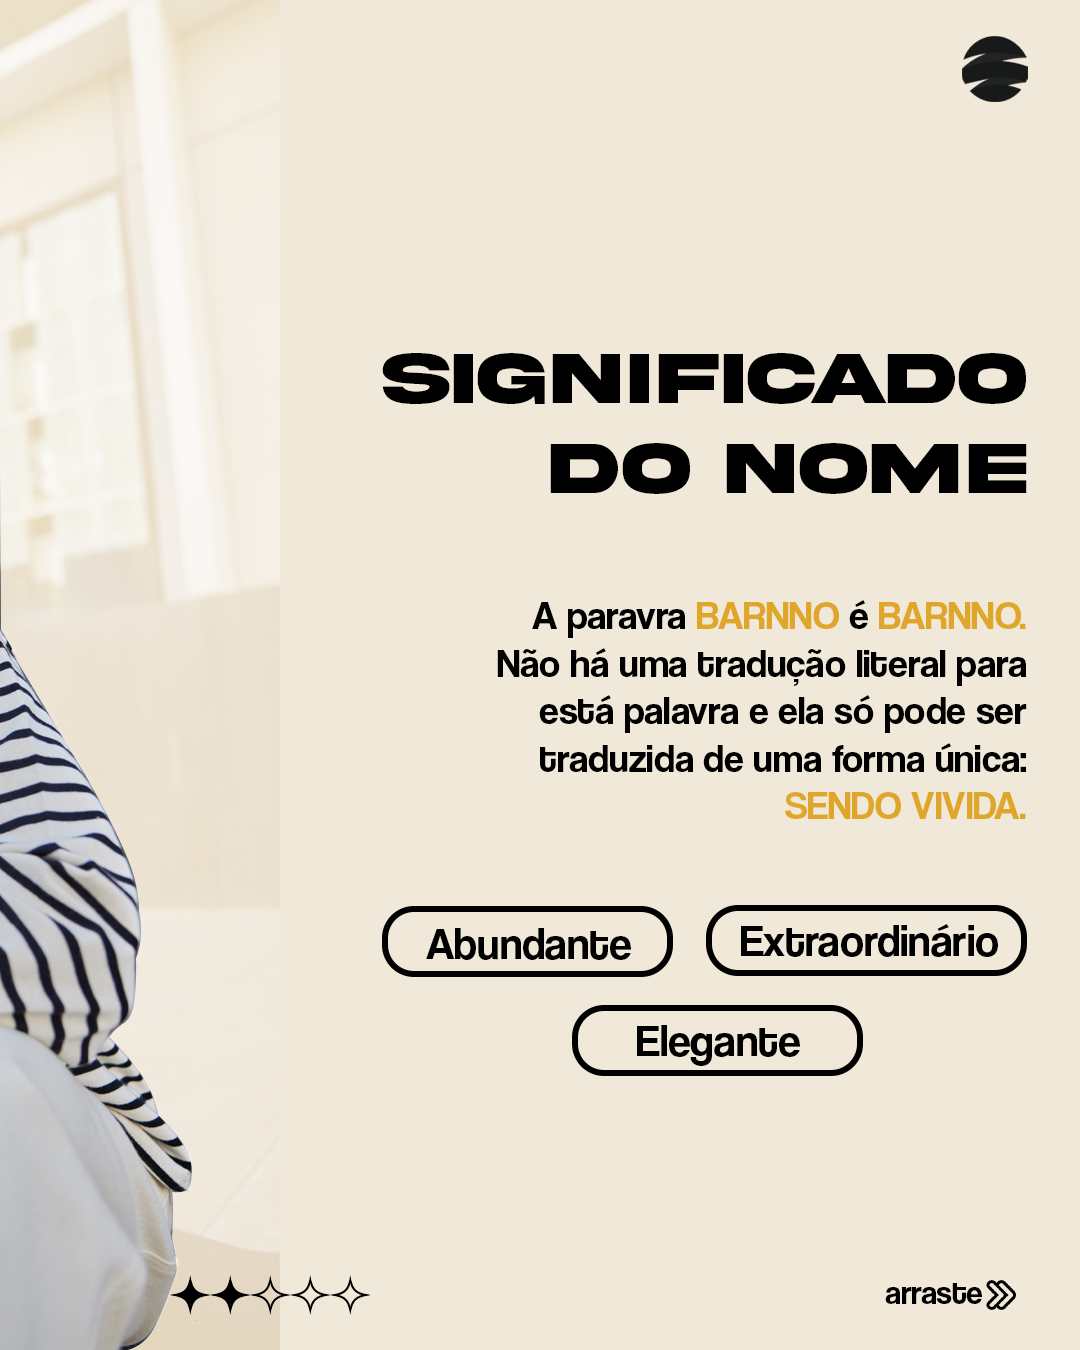 SIGNIFICADO
DO NOME
A paravra BARNNO é BARNNO.
Não há uma tradução literal para
está palavra e ela só pode ser
traduzida de uma forma única:
SENDO VIVIDA.
Abundante
Extraordinário
Elegante
arraste